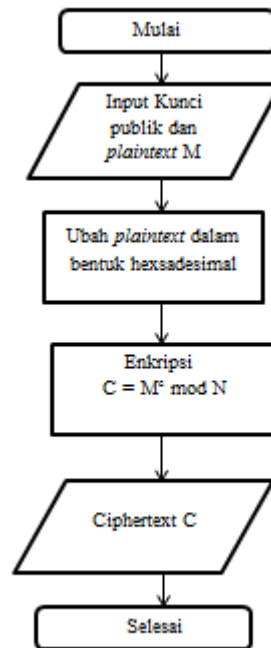 Mulai
Input Kunci
publik dan
plaintext M
Ubah plaintext dalam
bentuk hexsadesimal
Enkripsi
C = Mᵉ mod N
Ciphertext C
Selesai